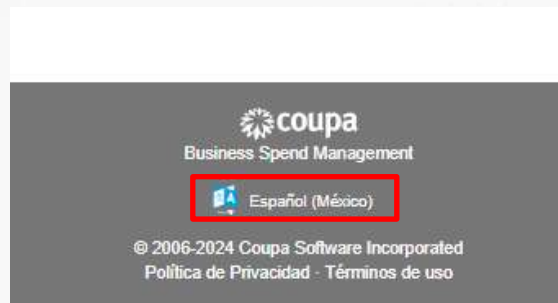 coupa
Business Spend Management
Español (México)
© 2006-2024 Coupa Software Incorporated
Política de Privacidad · Términos de uso